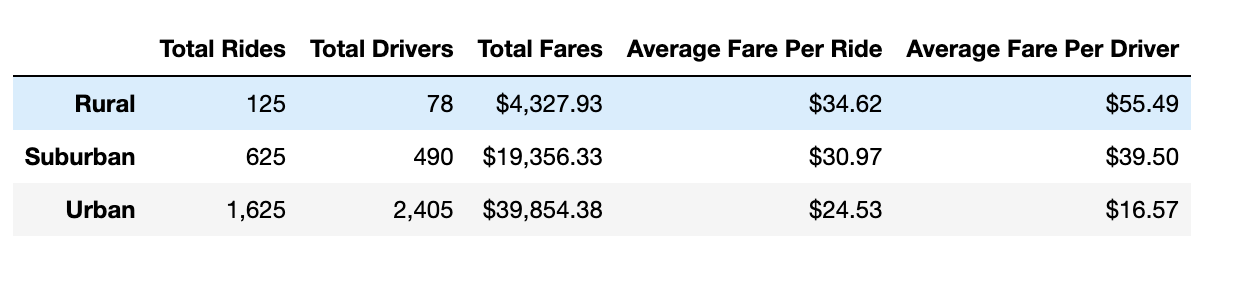 Total Rides Total Drivers Total Fares Average Fare Per Ride Average Fare Per Driver
Rural 125 78 $4,327.93 $34.62 $55.49
Suburban 625 490 $19,356.33 $30.97 $39.50
Urban 1,625 2,405 $39,854.38 $24.53 $16.57